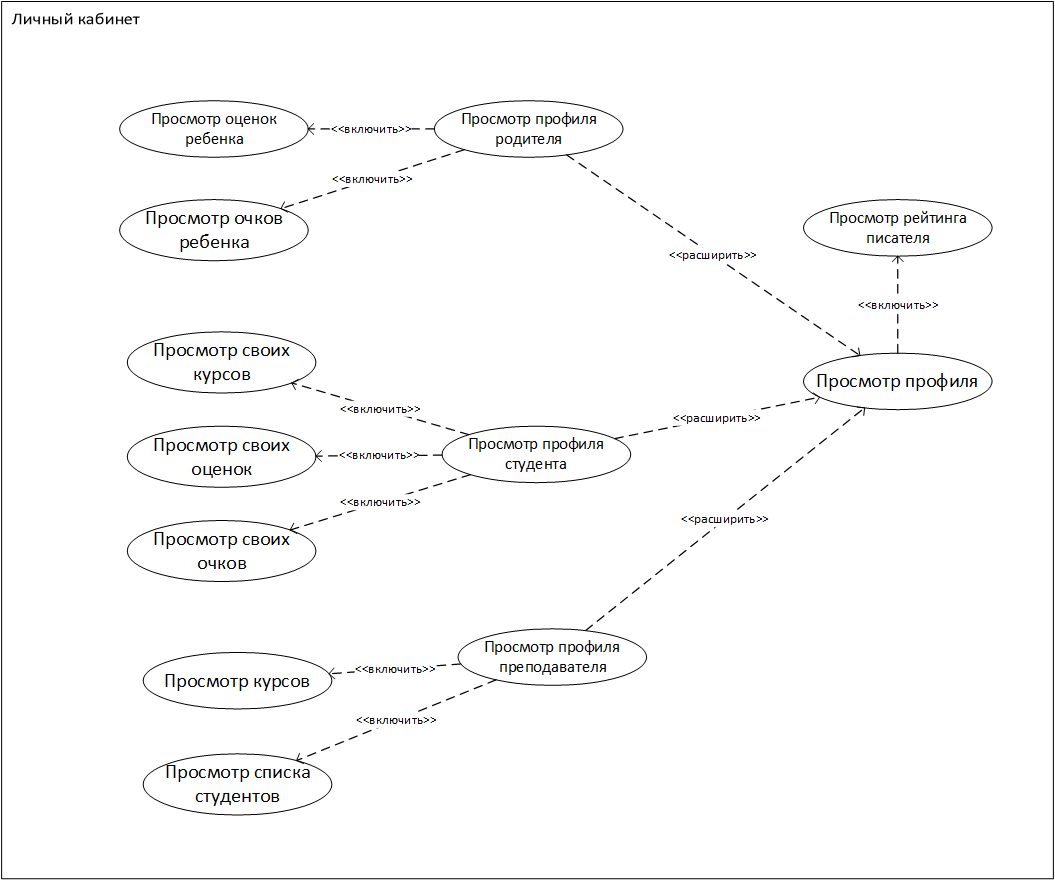 Личный кабинет
Просмотр оценок
ребенка
<<включить>>
Просмотр профиля
родителя
<<включить>>
Просмотр очков
ребенка
<<расширить>>
Просмотр рейтинга
писателя
<<включить>>
Просмотр профиля
Просмотр своих
курсов
<<включить>>
<<расширить>>
Просмотр своих
оценок
<<включить>>
Просмотр профиля
студента
<<включить>>
Просмотр своих
очков
<<расширить>>
Просмотр профиля
преподавателя
<<включить>>
Просмотр курсов
<<включить>>
Просмотр списка
студентов